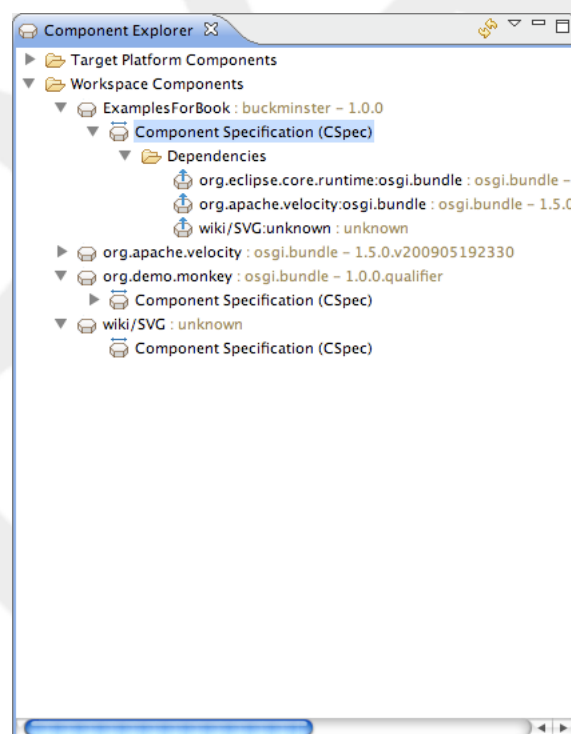 Component Explorer
Target Platform Components
Workspace Components
ExamplesForBook : buckminster – 1.0.0
Component Specification (CSpec)
Dependencies
org.eclipse.core.runtime:osgi.bundle : osgi.bundle –
org.apache.velocity:osgi.bundle : osgi.bundle – 1.5.0
wiki/SVG:unknown : unknown
org.apache.velocity : osgi.bundle – 1.5.0.v200905192330
org.demo.monkey : osgi.bundle – 1.0.0.qualifier
Component Specification (CSpec)
wiki/SVG : unknown
Component Specification (CSpec)